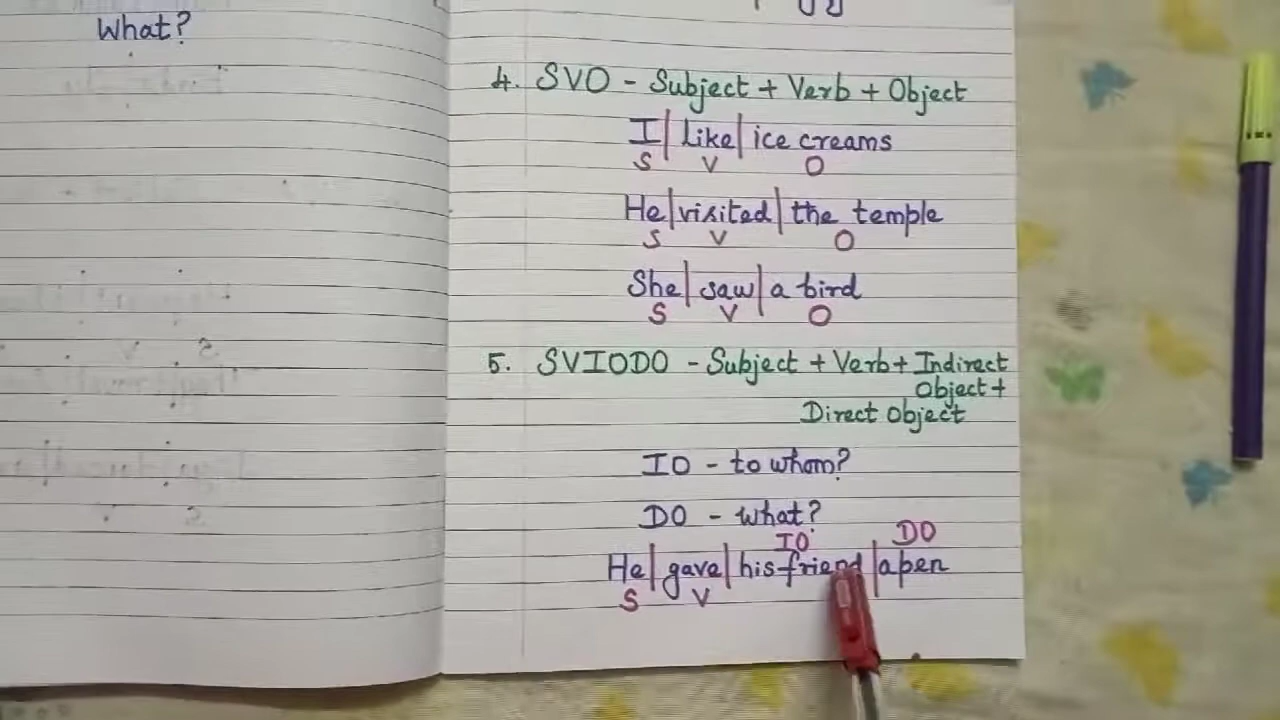 What?
4. SVO - Subject + Verb + Object
I| like| ice creams
S V O
He|visited| the temple
S V O
She| saw| a bird
S V O
5. SVIODO - Subject + Verb + Indirect
Object +
Direct Object
IO - to whom?
DO - what?
IO DO
He| gave| his friend |a pen
S V